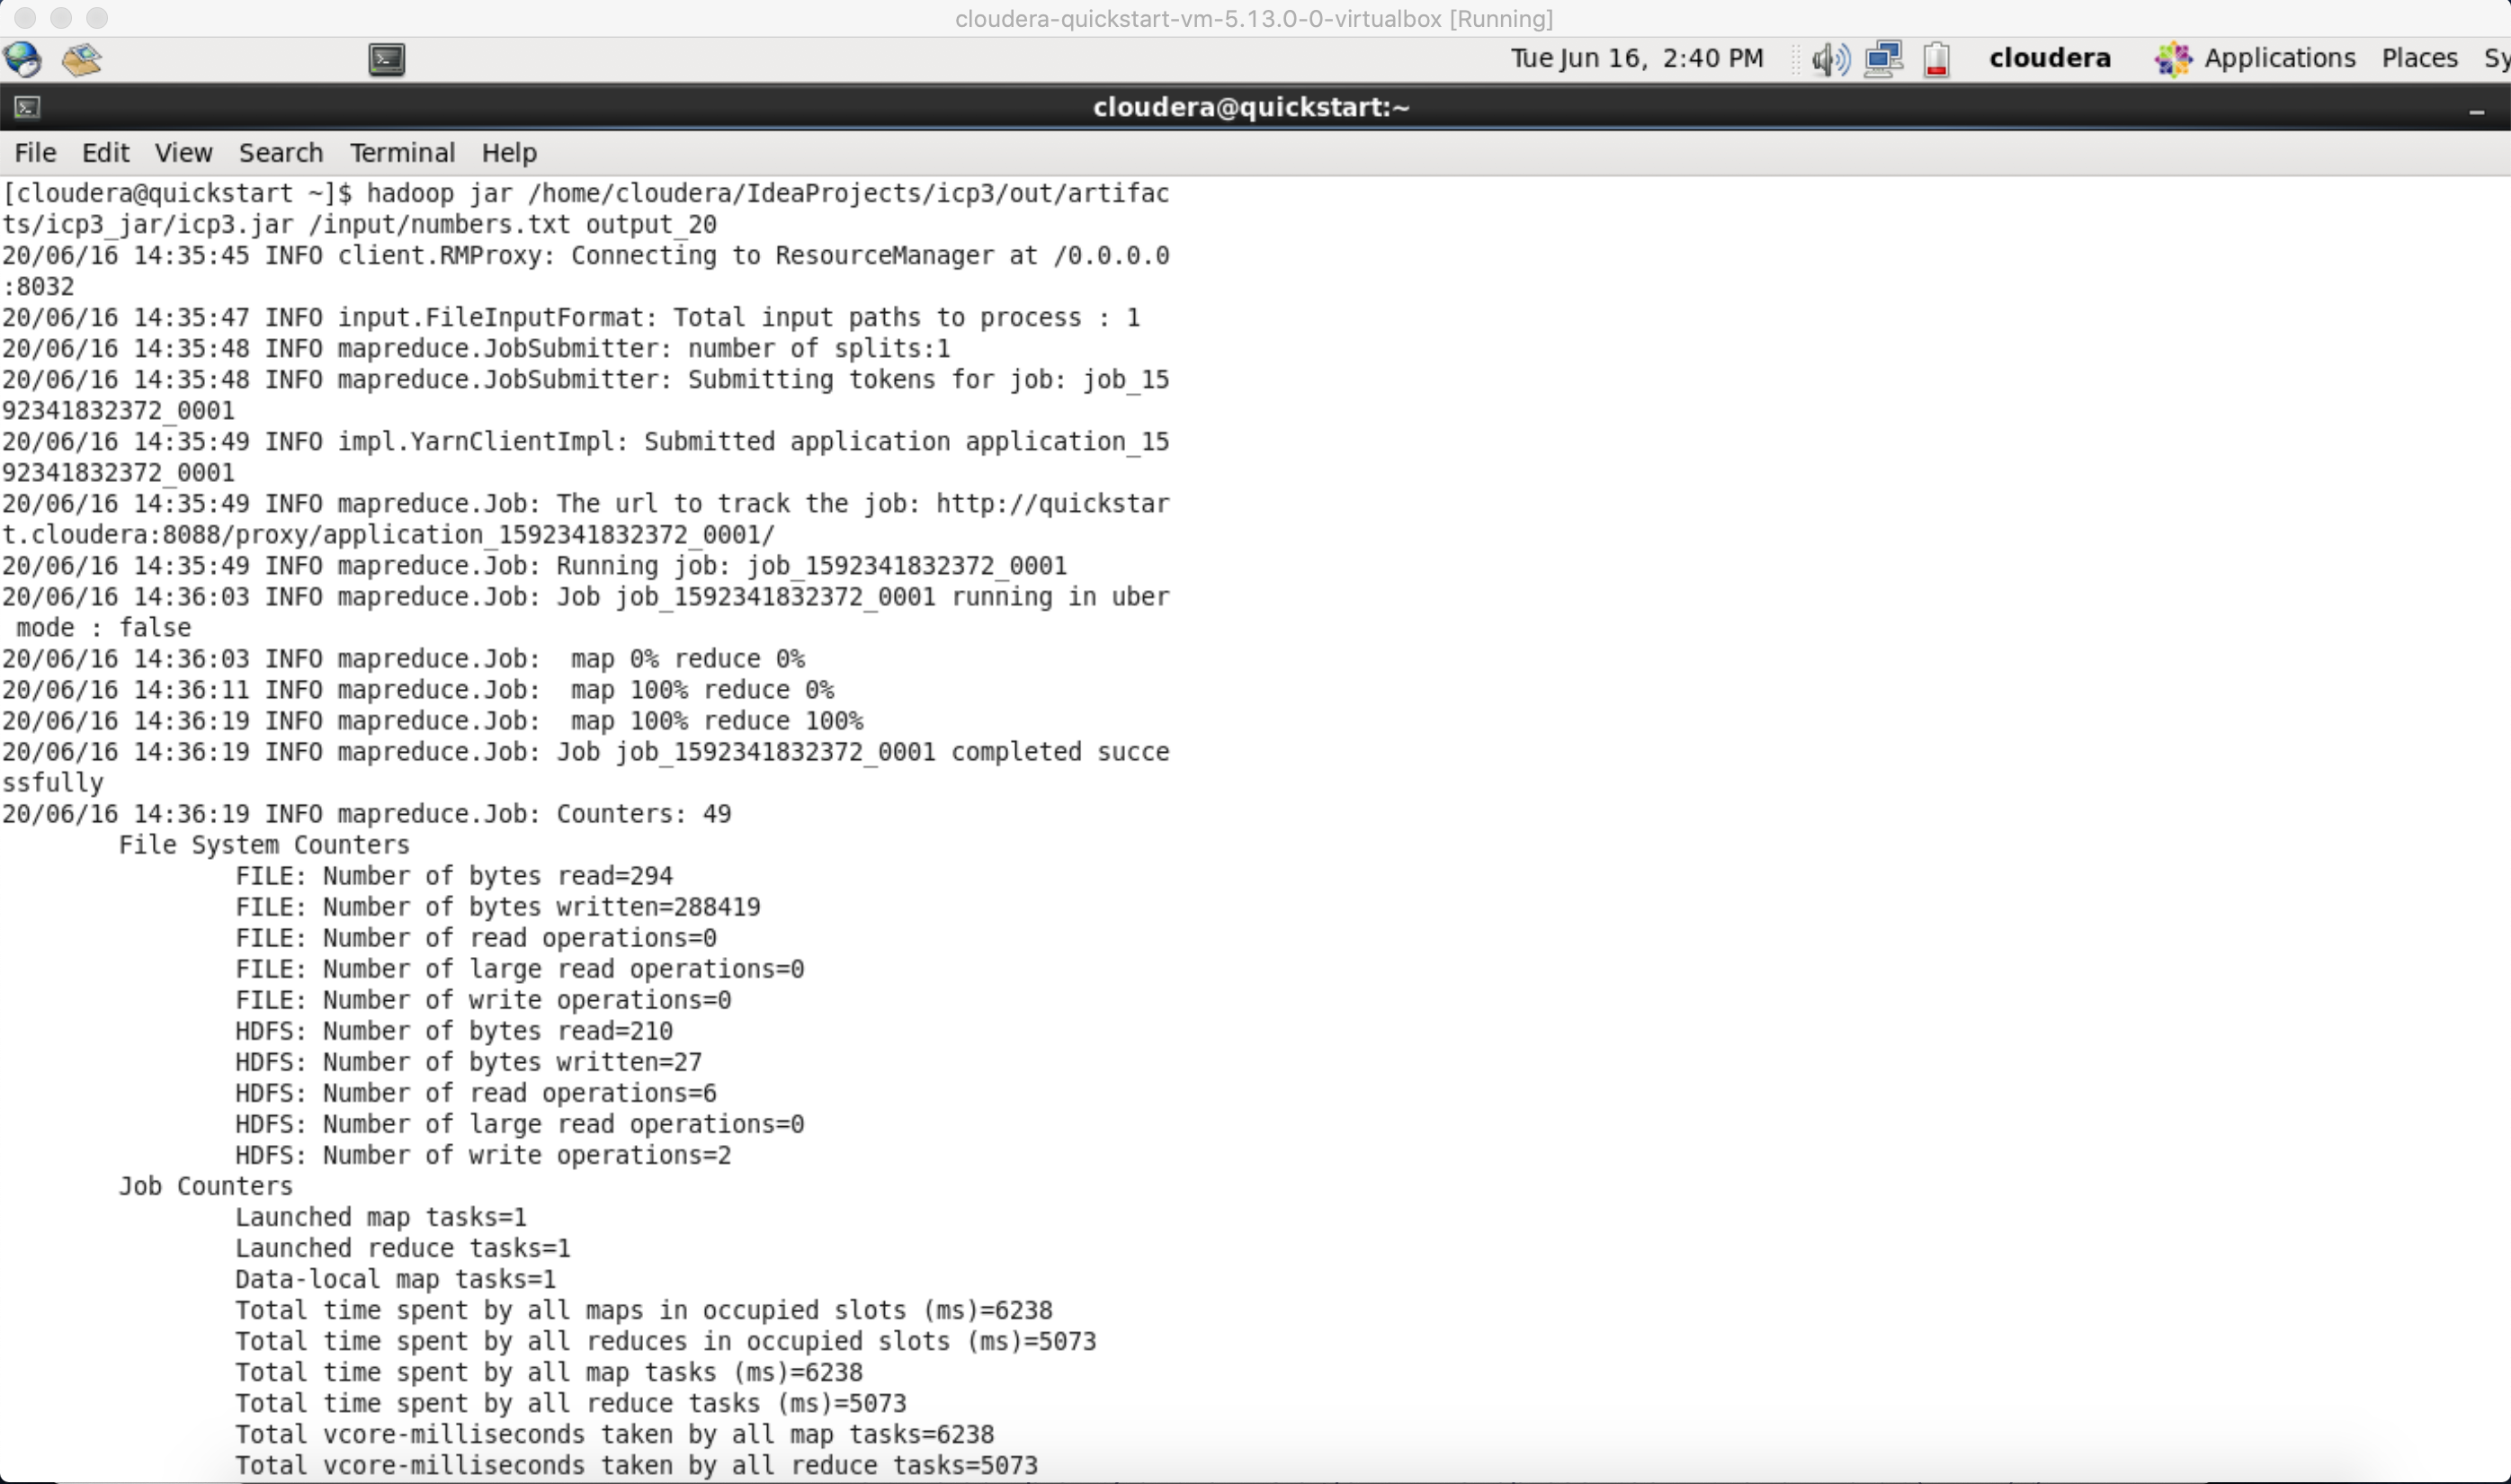 cloudera-quickstart-vm-5.13.0-0-virtualbox [Running]
Tue Jun 16, 2:40 PM cloudera Applications Places Sy
cloudera@quickstart:~
File Edit View Search Terminal Help
[cloudera@quickstart ~]$ hadoop jar /home/cloudera/IdeaProjects/icp3/out/artifac
ts/icp3_jar/icp3.jar /input/numbers.txt output_20
20/06/16 14:35:45 INFO client.RMProxy: Connecting to ResourceManager at /0.0.0.0
:8032
20/06/16 14:35:47 INFO input.FileInputFormat: Total input paths to process : 1
20/06/16 14:35:48 INFO mapreduce.JobSubmitter: number of splits:1
20/06/16 14:35:48 INFO mapreduce.JobSubmitter: Submitting tokens for job: job_15
92341832372_0001
20/06/16 14:35:49 INFO impl.YarnClientImpl: Submitted application application_15
92341832372_0001
20/06/16 14:35:49 INFO mapreduce.Job: The url to track the job: http://quickstar
t.cloudera:8088/proxy/application_1592341832372_0001/
20/06/16 14:35:49 INFO mapreduce.Job: Running job: job_1592341832372_0001
20/06/16 14:36:03 INFO mapreduce.Job: Job job_1592341832372_0001 running in uber
 mode : false
20/06/16 14:36:03 INFO mapreduce.Job:  map 0% reduce 0%
20/06/16 14:36:11 INFO mapreduce.Job:  map 100% reduce 0%
20/06/16 14:36:19 INFO mapreduce.Job:  map 100% reduce 100%
20/06/16 14:36:19 INFO mapreduce.Job: Job job_1592341832372_0001 completed succe
ssfully
20/06/16 14:36:19 INFO mapreduce.Job: Counters: 49
File System Counters
FILE: Number of bytes read=294
FILE: Number of bytes written=288419
FILE: Number of read operations=0
FILE: Number of large read operations=0
FILE: Number of write operations=0
HDFS: Number of bytes read=210
HDFS: Number of bytes written=27
HDFS: Number of read operations=6
HDFS: Number of large read operations=0
HDFS: Number of write operations=2
Job Counters
Launched map tasks=1
Launched reduce tasks=1
Data-local map tasks=1
Total time spent by all maps in occupied slots (ms)=6238
Total time spent by all reduces in occupied slots (ms)=5073
Total time spent by all map tasks (ms)=6238
Total time spent by all reduce tasks (ms)=5073
Total vcore-milliseconds taken by all map tasks=6238
Total vcore-milliseconds taken by all reduce tasks=5073